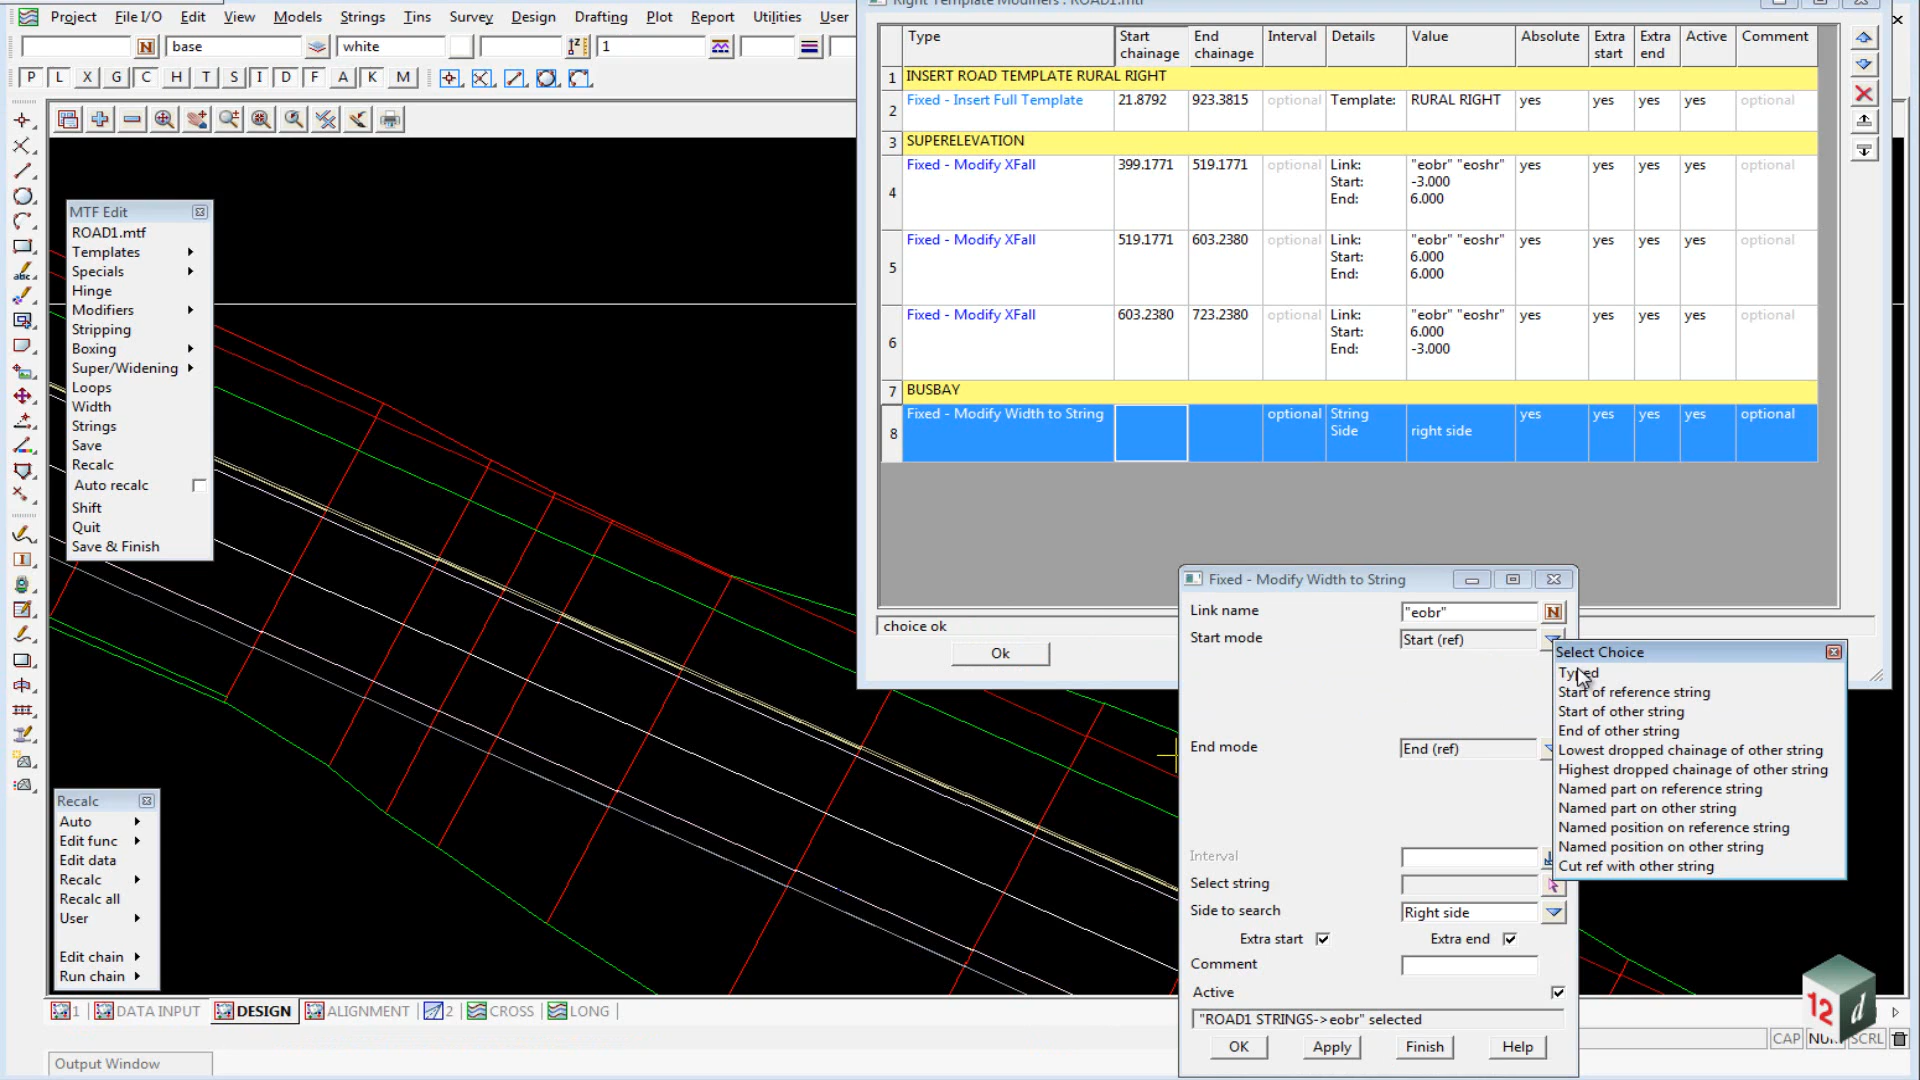 Right Template Modifiers : ROAD1.mtf
Project File I/O Edit View Models Strings Tins Survey Design Drafting Plot Report Utilities User
N base white 1
P L X G C H T S I D F A K M
Type Start chainage End chainage Interval Details Value Absolute Extra start Extra end Active Comment
1 INSERT ROAD TEMPLATE RURAL RIGHT
2 Fixed - Insert Full Template 21.8792 923.3815 optional Template: RURAL RIGHT yes yes yes yes optional
3 SUPERELEVATION
4 Fixed - Modify XFall 399.1771 519.1771 optional Link: "eobr" "eoshr" yes yes yes yes optional
Start: -3.000
End: 6.000
5 Fixed - Modify XFall 519.1771 603.2380 optional Link: "eobr" "eoshr" yes yes yes yes optional
Start: 6.000
End: 6.000
6 Fixed - Modify XFall 603.2380 723.2380 optional Link: "eobr" "eoshr" yes yes yes yes optional
Start: 6.000
End: -3.000
7 BUSBAY
8 Fixed - Modify Width to String optional String yes yes yes yes optional
Side right side
choice ok
Ok
MTF Edit
ROAD1.mtf
Templates
Specials
Hinge
Modifiers
Stripping
Boxing
Super/Widening
Loops
Width
Strings
Save
Recalc
Auto recalc
Shift
Quit
Save & Finish
Recalc
Auto
Edit func
Edit data
Recalc
Recalc all
User
Edit chain
Run chain
Fixed - Modify Width to String
Link name "eobr" N
Start mode Start (ref)
End mode End (ref)
Interval
Select string
Side to search Right side
Extra start Extra end
Comment
Active
"ROAD1 STRINGS->eobr" selected
OK Apply Finish Help
Select Choice
Typed
Start of reference string
Start of other string
End of other string
Lowest dropped chainage of other string
Highest dropped chainage of other string
Named part on reference string
Named part on other string
Named position on reference string
Named position on other string
Cut ref with other string
1 DATA INPUT DESIGN ALIGNMENT 2 CROSS LONG
12d
CAP NUM SCRL
Output Window